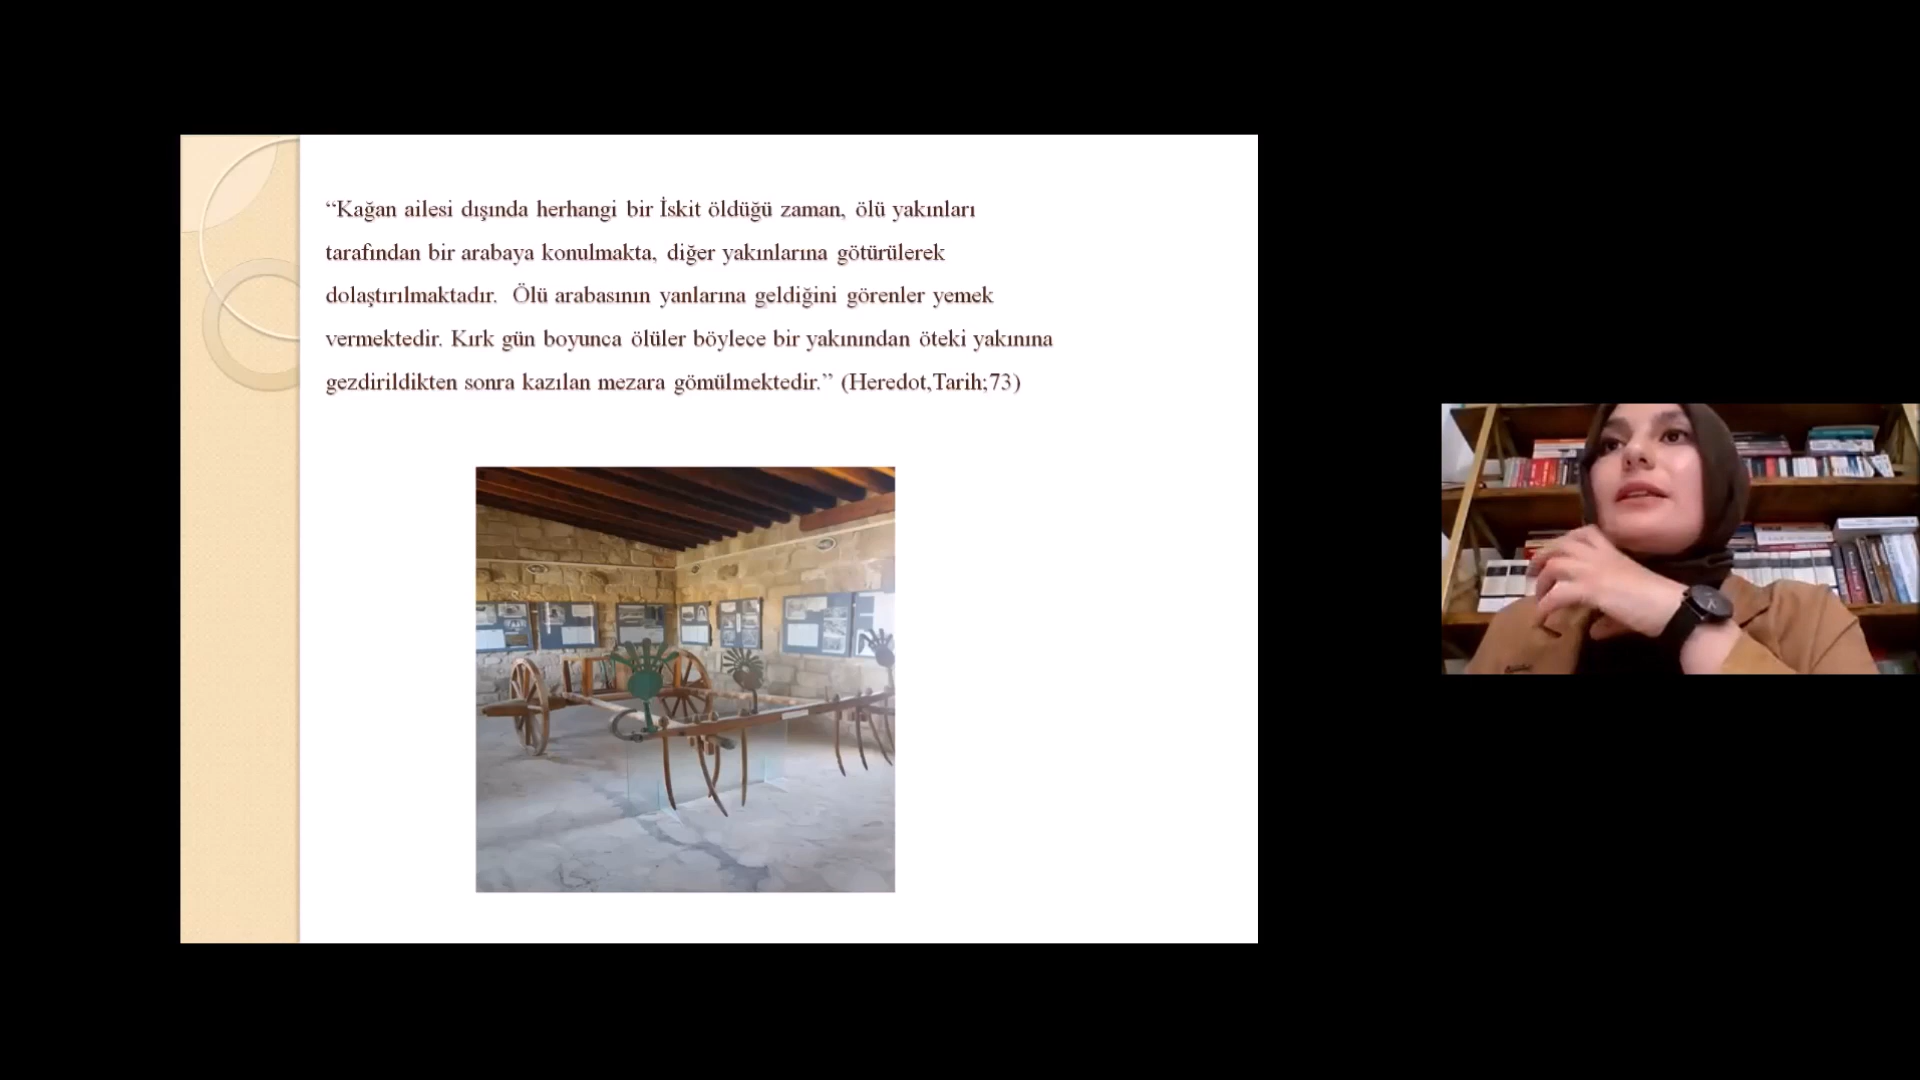 “Kağan ailesi dışında herhangi bir İskit öldüğü zaman, ölü yakınları
tarafından bir arabaya konulmakta, diğer yakınlarına götürülerek
dolaştırılmaktadır. Ölü arabasının yanlarına geldiğini görenler yemek
vermektedir. Kırk gün boyunca ölüler böylece bir yakınından öteki yakınına
gezdirildikten sonra kazılan mezara gömülmektedir.” (Heredot,Tarih;73)